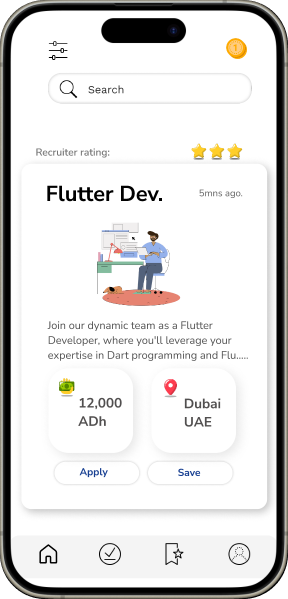 Search
Recruiter rating:
Flutter Dev.
5mns ago.
Join our dynamic team as a Flutter
Developer, where you'll leverage your
expertise in Dart programming and Flu.....
12,000
ADh
Dubai
UAE
Apply
Save